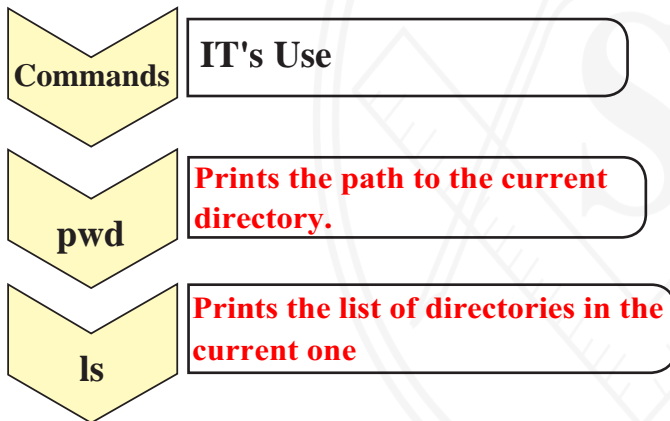 Commands
IT's Use
pwd
Prints the path to the current
directory.
ls
Prints the list of directories in the
current one